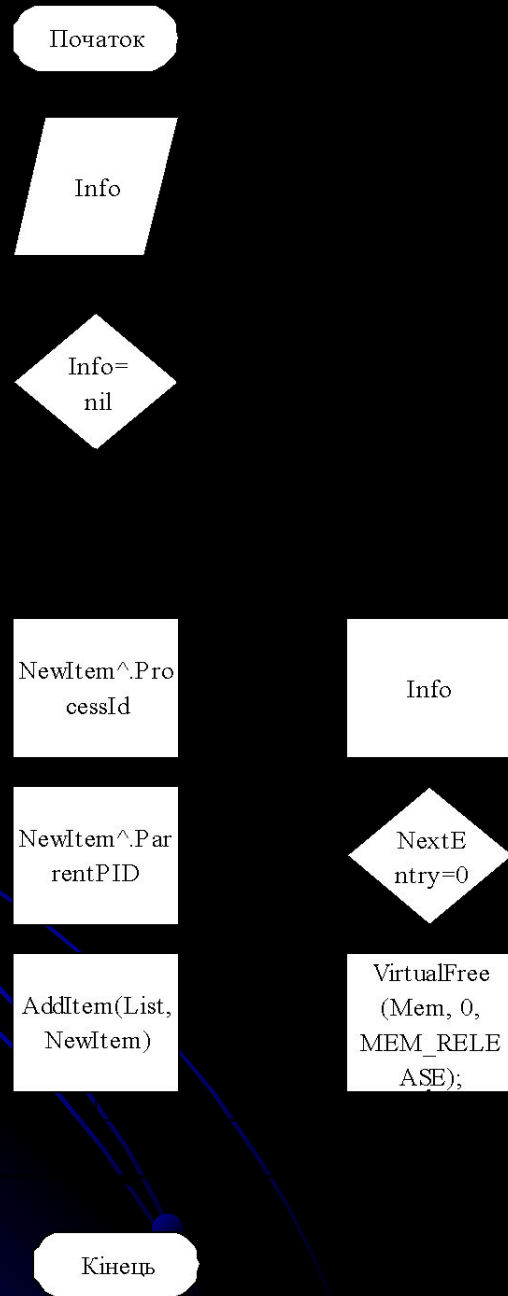 Початок
Info
Info=
nil
NewItem^.Pro
cessId
NewItem^.Par
rentPID
AddItem(List,
NewItem)
Info
NextE
ntry=0
VirtualFree
(Mem, 0,
MEM_RELE
ASE);
Кінець